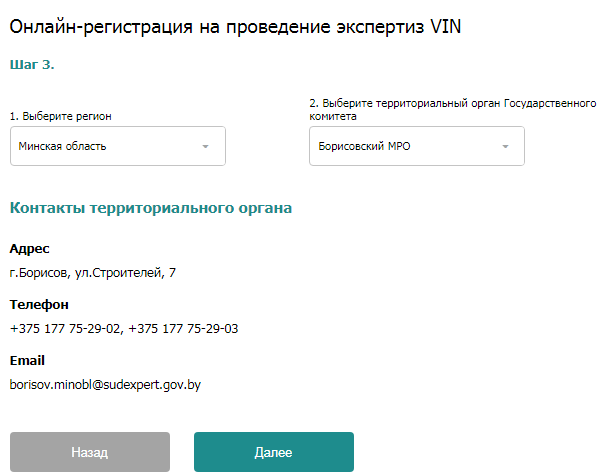 Онлайн-регистрация на проведение экспертиз VIN
Шаг 3.
1. Выберите регион
Минская область
2. Выберите территориальный орган Государственного
комитета
Борисовский МРО
Контакты территориального органа
Адрес
г.Борисов, ул.Строителей, 7
Телефон
+375 177 75-29-02, +375 177 75-29-03
Email
borisov.minobl@sudexpert.gov.by
Назад
Далее